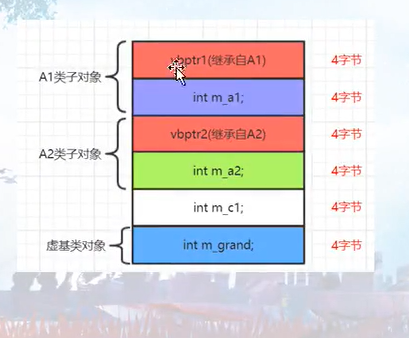 vbptr1(继承自A1)
4字节
A1类子对象
int m_a1;
4字节
vbptr2(继承自A2)
4字节
A2类子对象
int m_a2;
4字节
int m_c1;
4字节
虚基类对象
int m_grand;
4字节